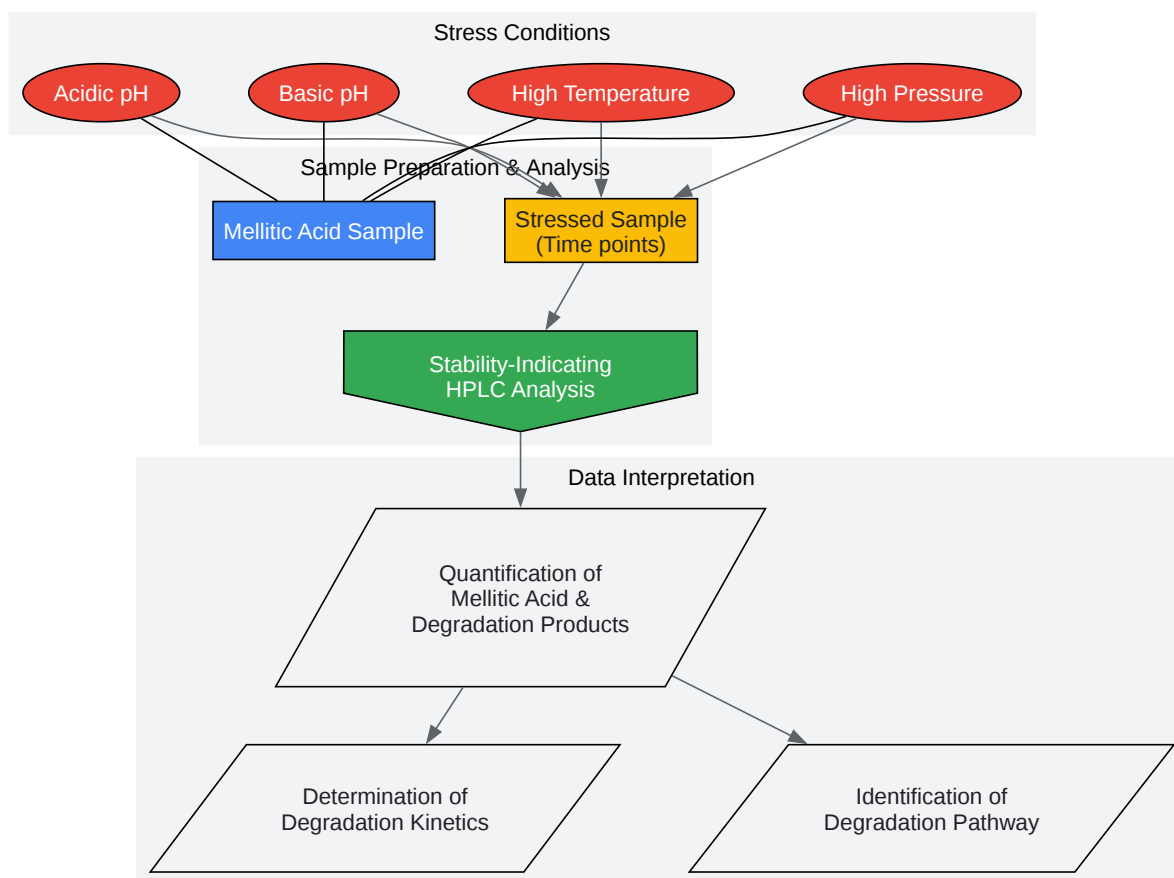 Stress Conditions
Acidic pH
Basic pH
High Temperature
High Pressure
Sample Preparation & Analysis
Mellitic Acid Sample
Stressed Sample
(Time points)
Stability-Indicating
HPLC Analysis
Data Interpretation
Quantification of
Mellitic Acid &
Degradation Products
Determination of
Degradation Kinetics
Identification of
Degradation Pathway